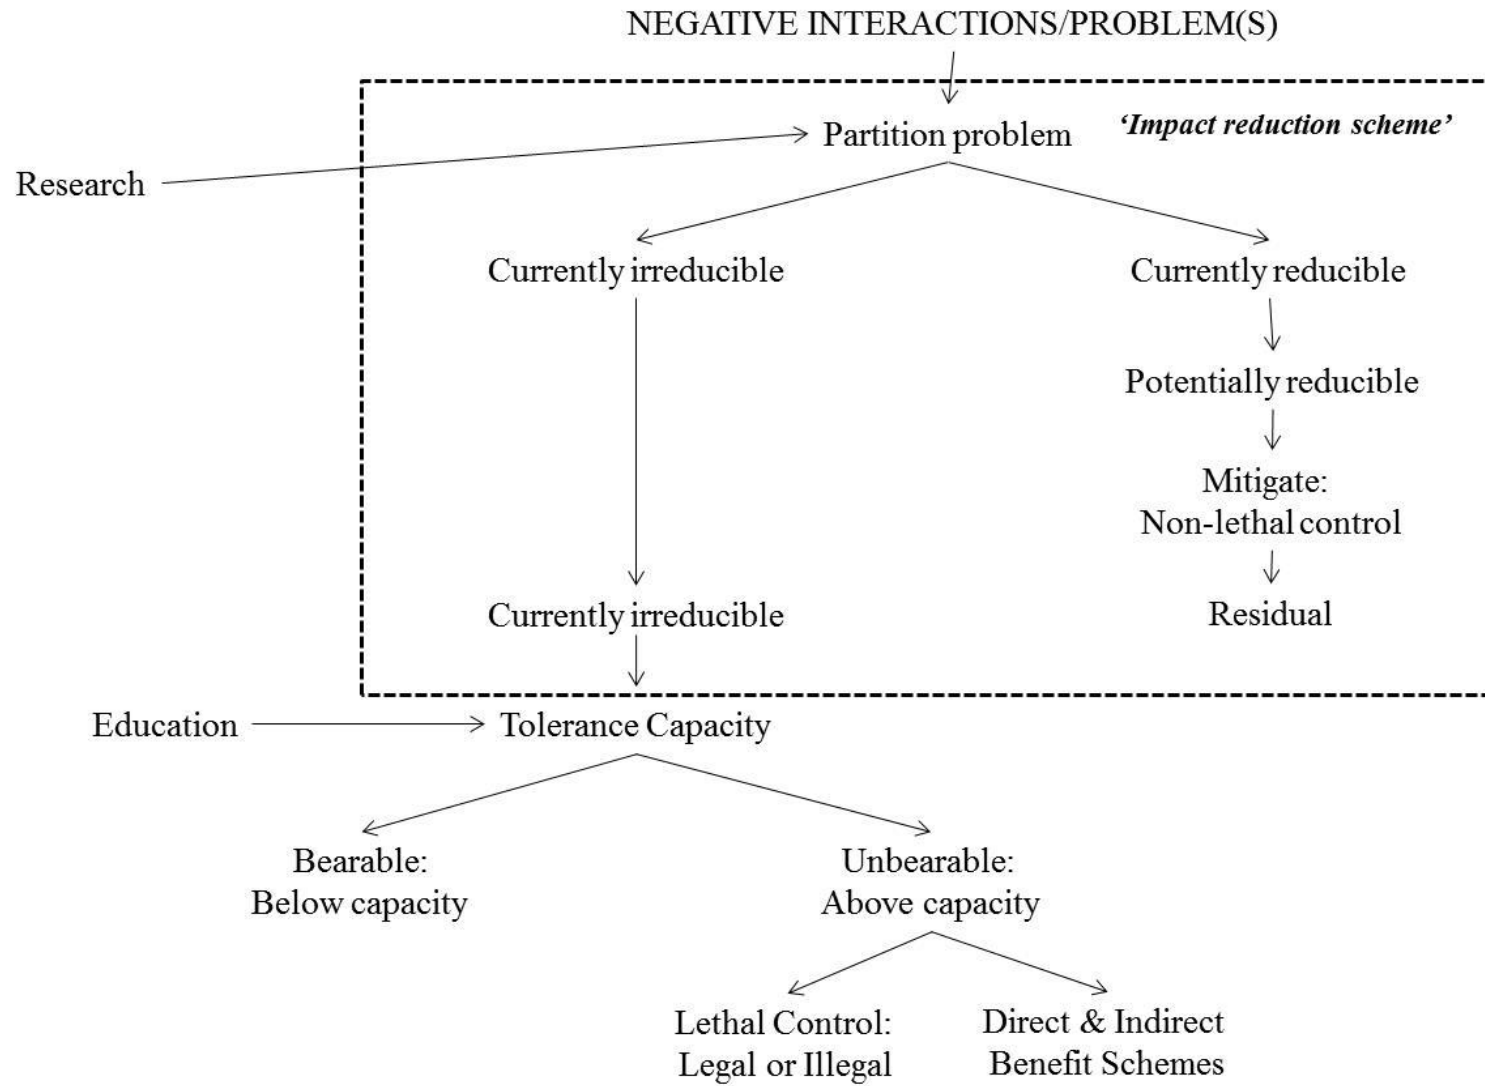 NEGATIVE INTERACTIONS/PROBLEM(S)
Partition problem
'Impact reduction scheme'
Research
Currently irreducible
Currently reducible
Potentially reducible
Mitigate:
Non-lethal control
Currently irreducible
Residual
Education
Tolerance Capacity
Bearable:
Below capacity
Unbearable:
Above capacity
Lethal Control:
Legal or Illegal
Direct & Indirect
Benefit Schemes